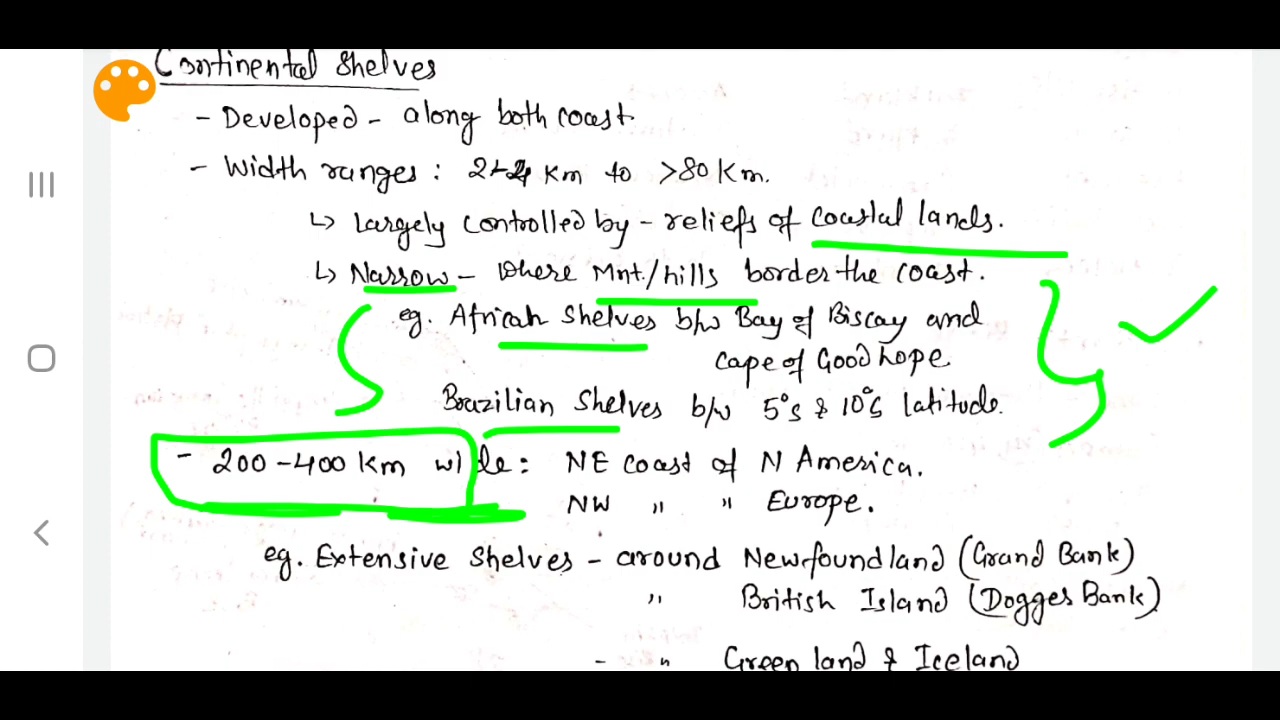 Continental Shelves
- Developed - along both coast.
- Width ranges : 2-4 Km to >80 Km.
↳ Largely controlled by - reliefs of coastal lands.
↳ Narrow - where Mnt./hills border the coast.
eg. African Shelves b/w Bay of Biscay and
Cape of Good hope.
Brazilian Shelves b/w 5°S & 10°S latitude.
- 200-400 Km wide : NE coast of N America.
NW " " Europe.
eg. Extensive Shelves - around Newfoundland (Grand Bank)
" British Island (Dogges Bank)
- " Greenland & Iceland